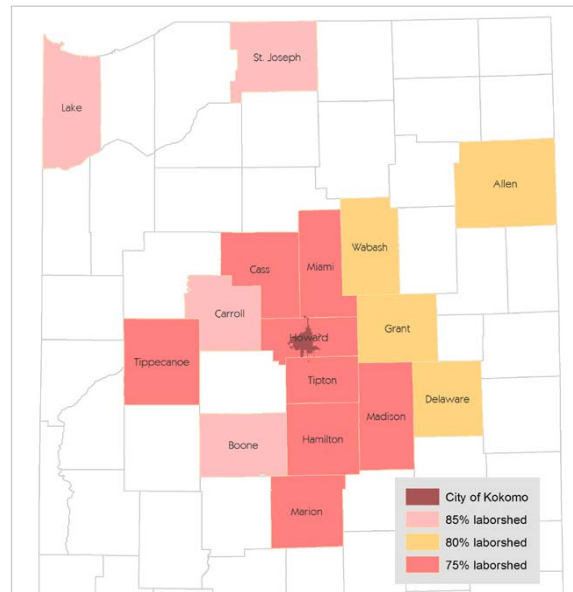 St. Joseph
Lake
Allen
Wabash
Cass
Miami
Carroll
Howard
Grant
Tippecanoe
Tipton
Madison
Delaware
Boone
Hamilton
Marion
City of Kokomo
85% laborshed
80% laborshed
75% laborshed